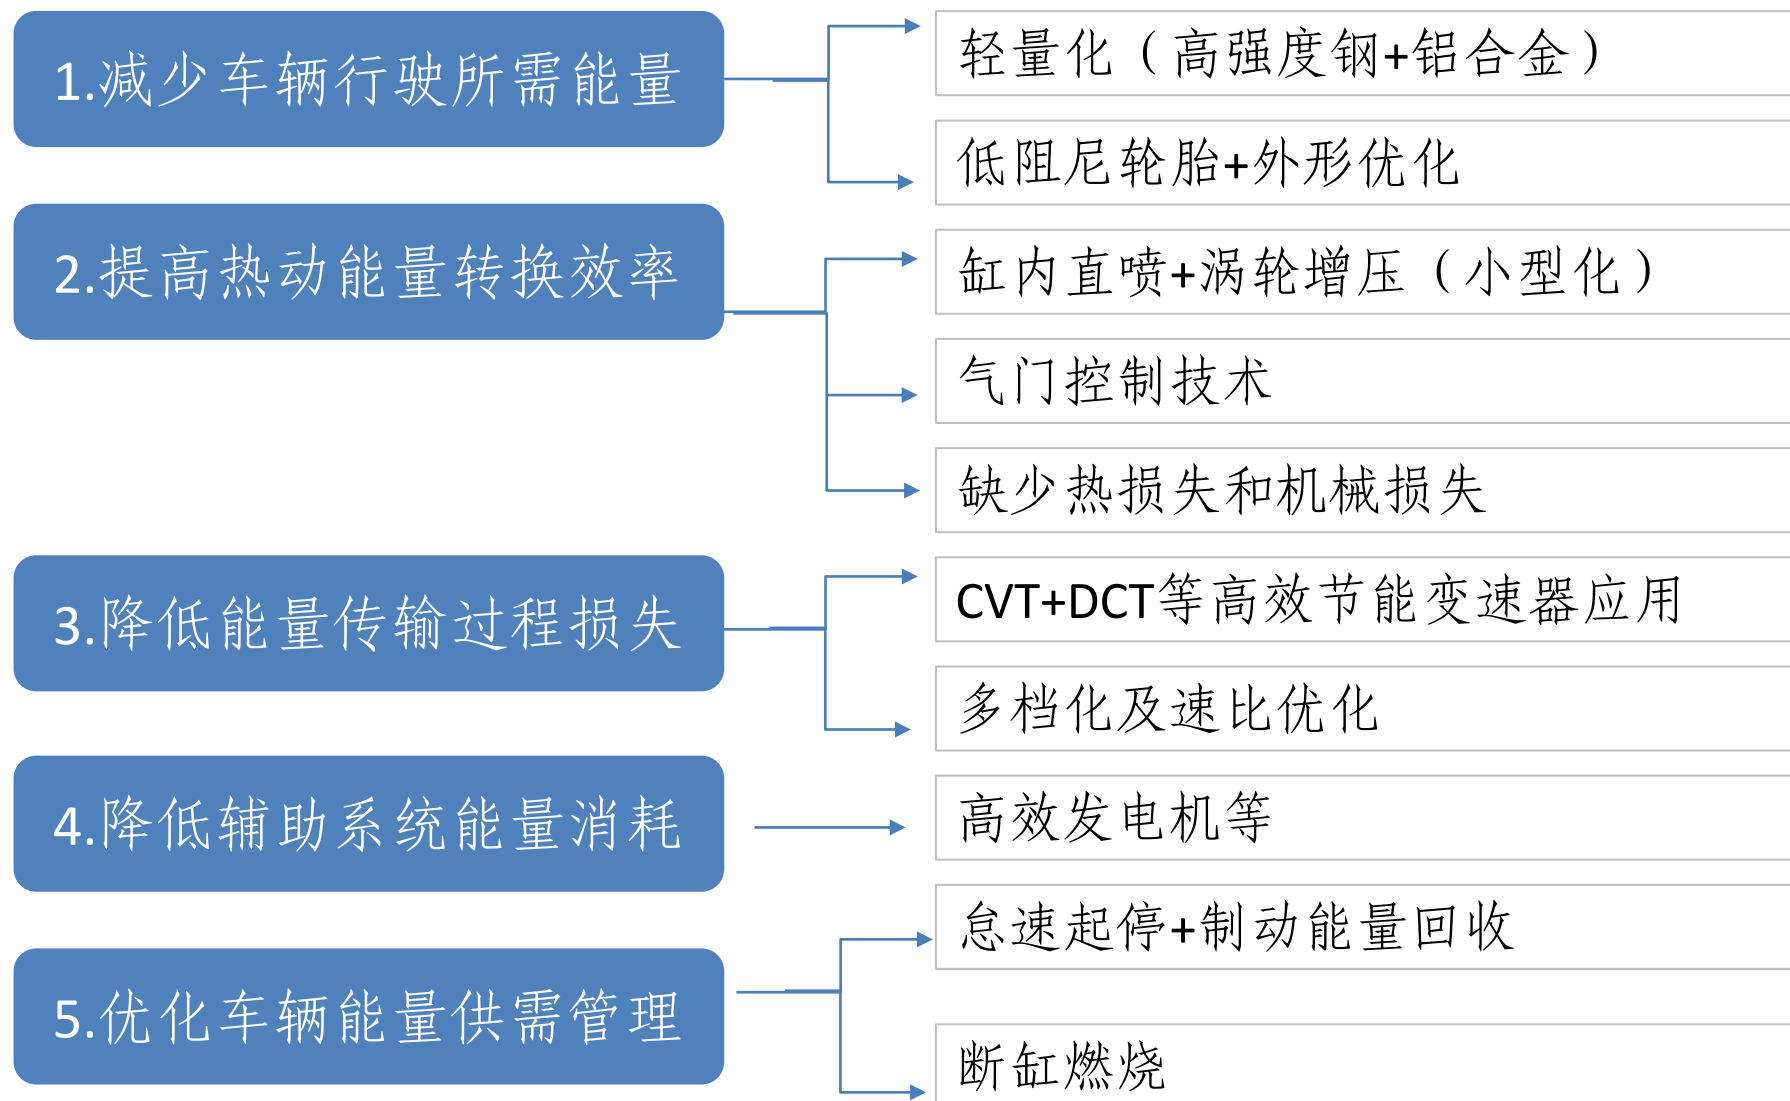 1.减少车辆行驶所需能量
轻量化（高强度钢+铝合金）
低阻尼轮胎+外形优化
2.提高热动能量转换效率
缸内直喷+涡轮增压（小型化）
气门控制技术
缺少热损失和机械损失
3.降低能量传输过程损失
CVT+DCT等高效节能变速器应用
多档化及速比优化
4.降低辅助系统能量消耗
高效发电机等
5.优化车辆能量供需管理
怠速起停+制动能量回收
断缸燃烧